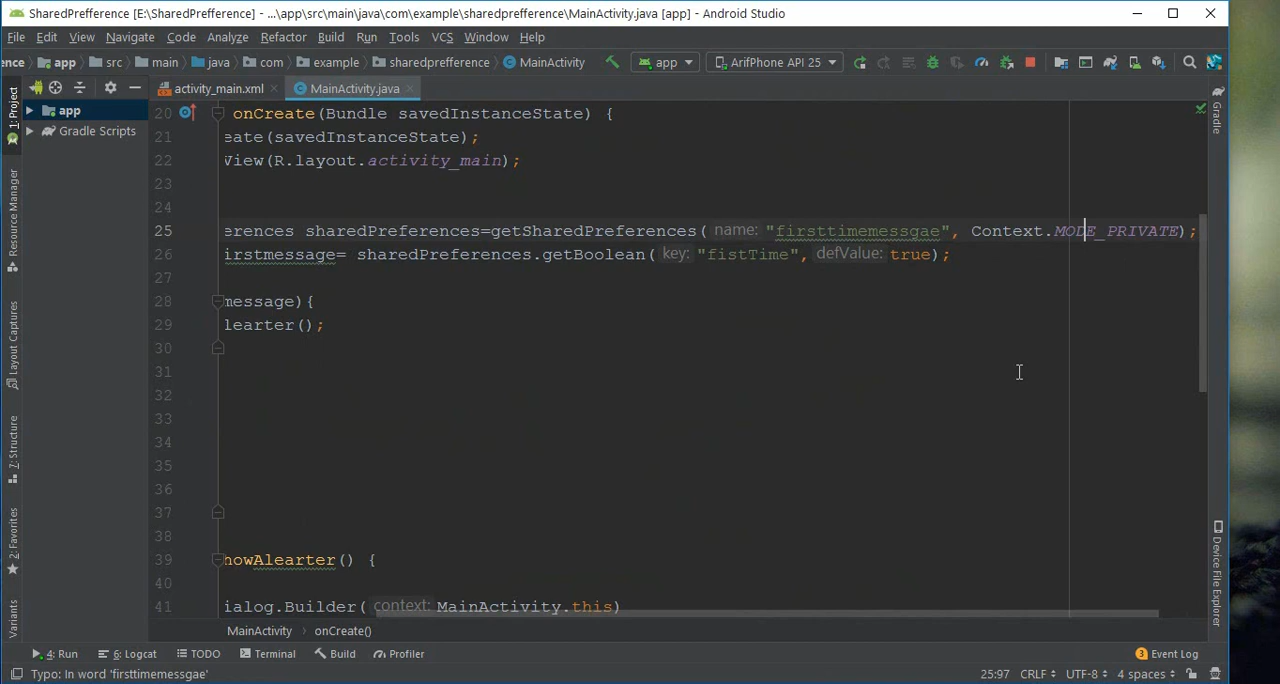 SharedPrefference [E:\SharedPrefference] - ...\app\src\main\java\com\example\sharedprefference\MainActivity.java [app] - Android Studio
File Edit View Navigate Code Analyze Refactor Build Run Tools VCS Window Help
ence app src main java com example sharedprefference MainActivity app ArifPhone API 25
1: Project
Resource Manager
Layout Captures
7: Structure
2: Favorites
Variants
app
Gradle Scripts
activity_main.xml MainActivity.java
20 onCreate(Bundle savedInstanceState) {
21 eate(savedInstanceState);
22 View(R.layout.activity_main);
23
24
25 erences sharedPreferences=getSharedPreferences( name: "firsttimemessgae", Context.MODE_PRIVATE);
26 irstmessage= sharedPreferences.getBoolean( key: "fistTime", defValue: true);
27
28 message){
29 learter();
30
31
32
33
34
35
36
37
38
39 howAlearter() {
40
41 ialog.Builder( context: MainActivity.this)
MainActivity onCreate()
Gradle
Device File Explorer
4: Run 6: Logcat TODO Terminal Build Profiler 3 Event Log
Typo: In word 'firsttimemessgae' 25:97 CRLF UTF-8 4 spaces